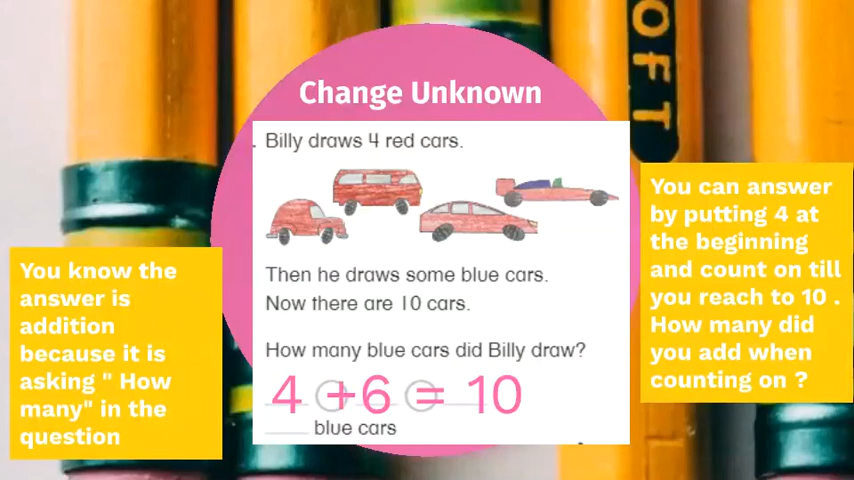 OFT
Change Unknown
. Billy draws 4 red cars.
Then he draws some blue cars.
Now there are 10 cars.
How many blue cars did Billy draw?
4 + 6 = 10
____ blue cars
You know the
answer is
addition
because it is
asking " How
many" in the
question
You can answer
by putting 4 at
the beginning
and count on till
you reach to 10 .
How many did
you add when
counting on ?